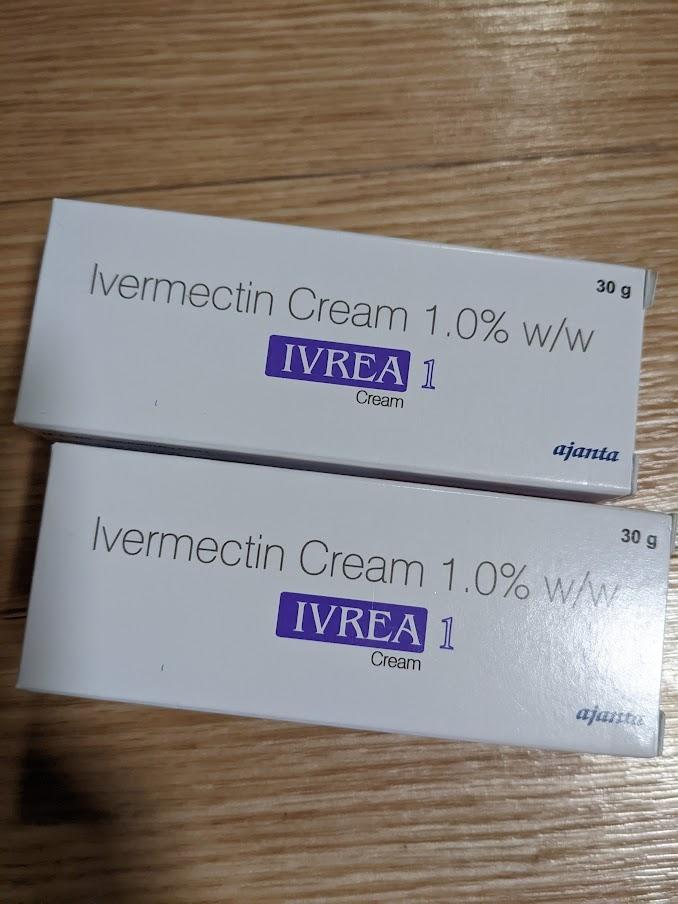 30 g
Ivermectin Cream 1.0% w/w
IVREA 1
Cream
ajanta
30 g
Ivermectin Cream 1.0% w/w
IVREA 1
Cream
ajanta